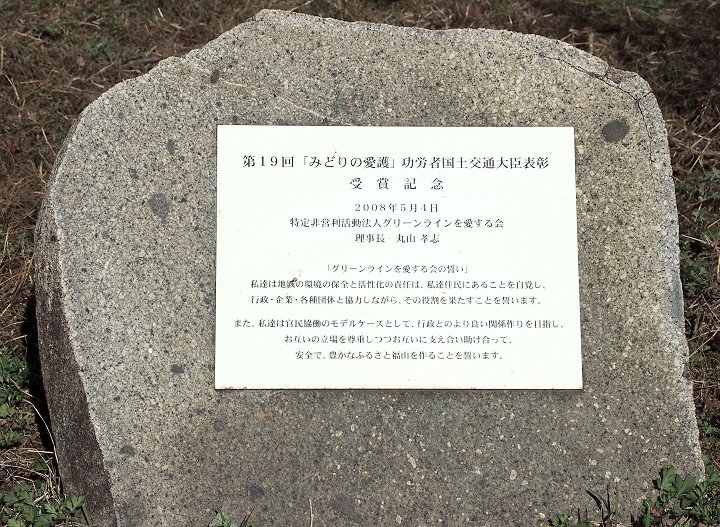 第19回「みどりの愛護」功労者国土交通大臣表彰
受賞記念
2008年5月4日
特定非営利活動法人グリーンラインを愛する会
理事長 丸山 孝志
「グリーンラインを愛する会の誓い」
私達は地域の環境の保全と活性化の責任は、私達住民にあることを自覚し、
行政・企業・各種団体と協力しながら、その役割を果たすことを誓います。
また、私達は官民協働のモデルケースとして、行政とのより良い関係作りを目指し、
お互いの立場を尊重しつつお互いに支え合い助け合って、
安全で、豊かなふるさと福山を作ることを誓います。